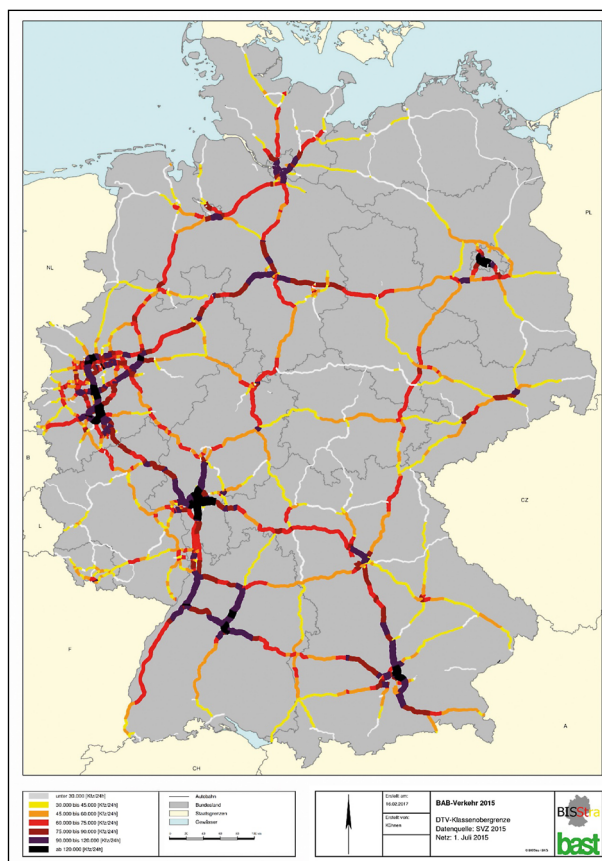 NL
PL
B
L
CZ
F
A
CH
unter 30.000 [Kfz/24h]
30.000 bis 45.000 [Kfz/24h]
45.000 bis 60.000 [Kfz/24h]
60.000 bis 75.000 [Kfz/24h]
75.000 bis 90.000 [Kfz/24h]
90.000 bis 120.000 [Kfz/24h]
ab 120.000 [Kfz/24h]
Autobahn
Bundesland
Staatsgrenzen
Gewässer
Erstellt am:
16.02.2017
Erstellt von:
Kühnen
BAB-Verkehr 2015
DTV-Klassenobergrenze
Datenquelle: SVZ 2015
Netz: 1. Juli 2015
BISStra
bast